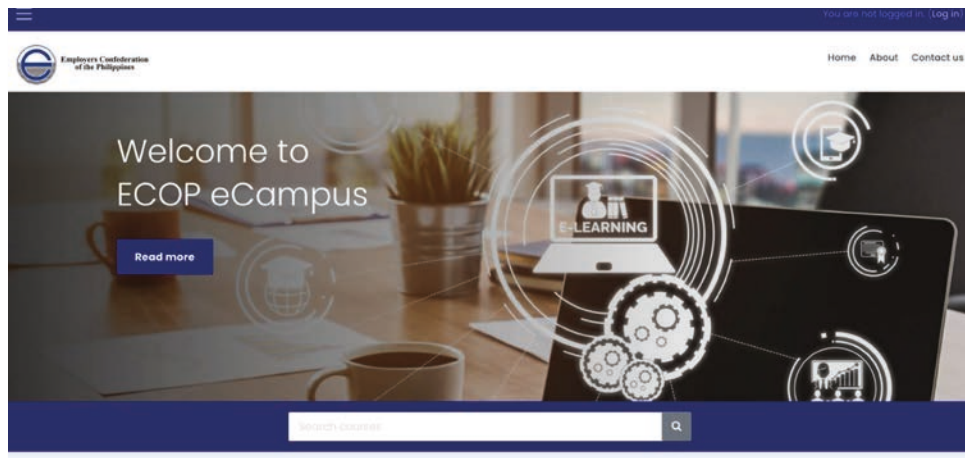 You are not logged in. (Log in)
Employers Confederation
of the Philippines
Home About Contact us
Welcome to
ECOP eCampus
Read more
E-LEARNING
Search courses